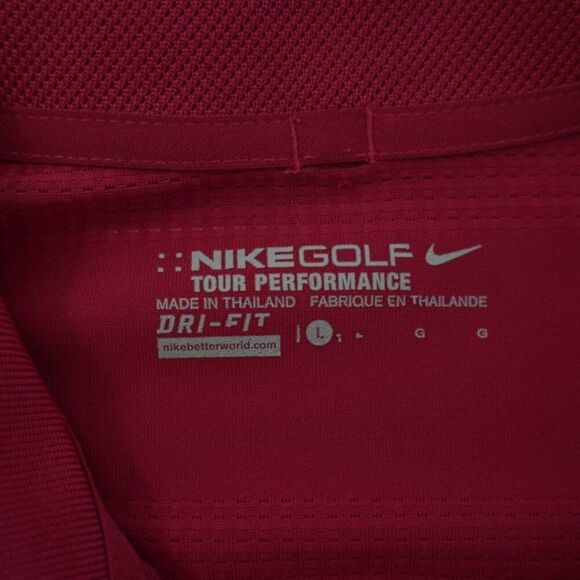 NIKEGOLF
TOUR PERFORMANCE
MADE IN THAILAND FABRIQUE EN THAILANDE
DRI-FIT L G G
nikebetterworld.com